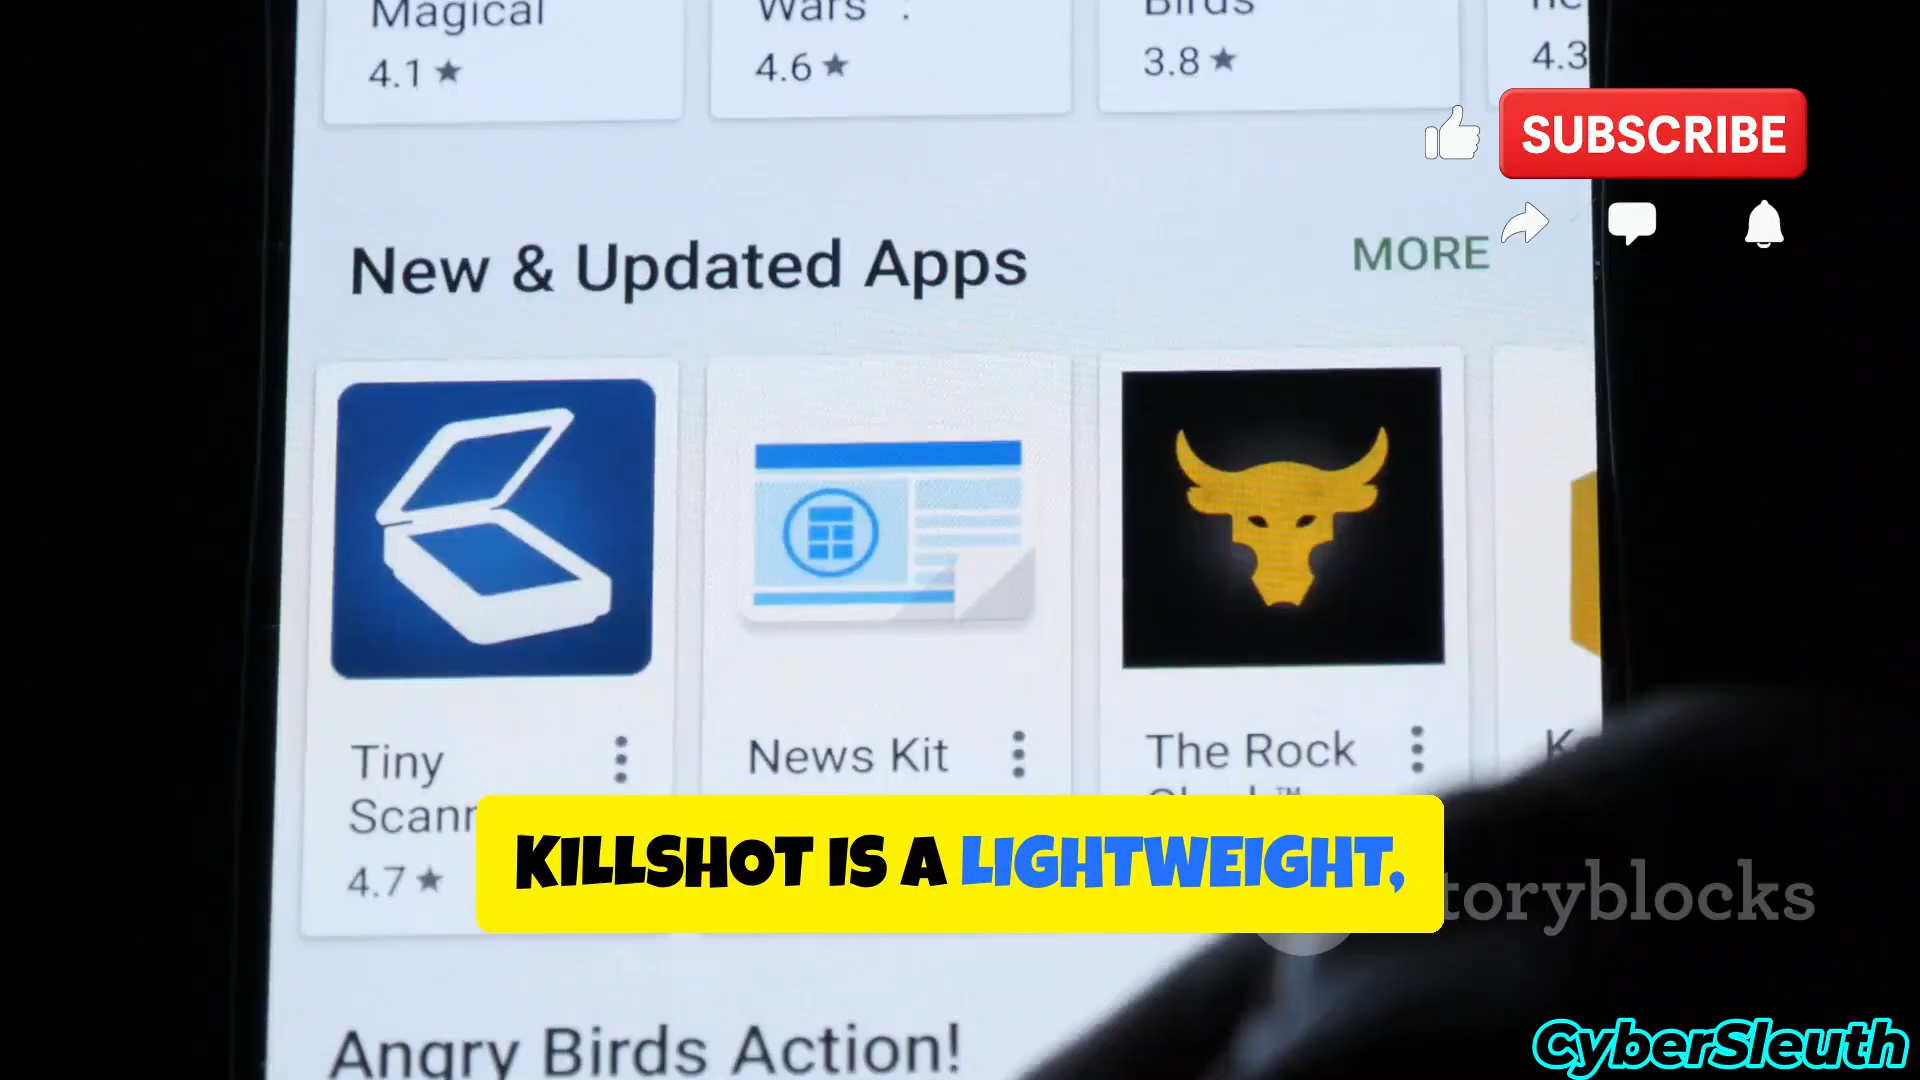 Magical
Wars :
Birds
4.1 ★
4.6 ★
3.8 ★
4.3
SUBSCRIBE
New & Updated Apps
MORE
Tiny
News Kit
The Rock
4.7 ★
KILLSHOT IS A LIGHTWEIGHT,
toryblocks
Angry Birds Action!
CyberSleuth